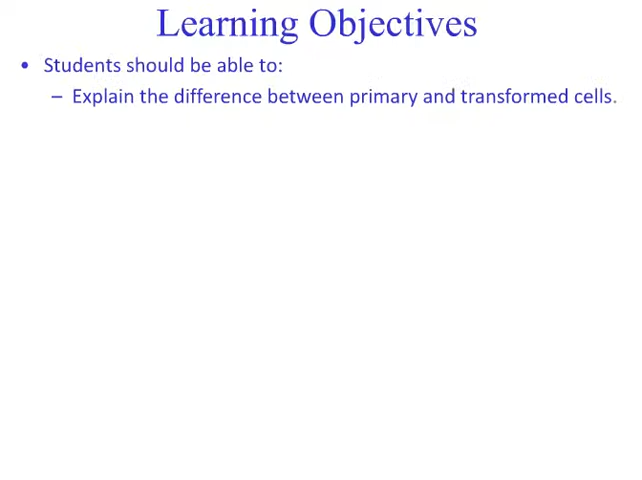 Learning Objectives
• Students should be able to:
– Explain the difference between primary and transformed cells.